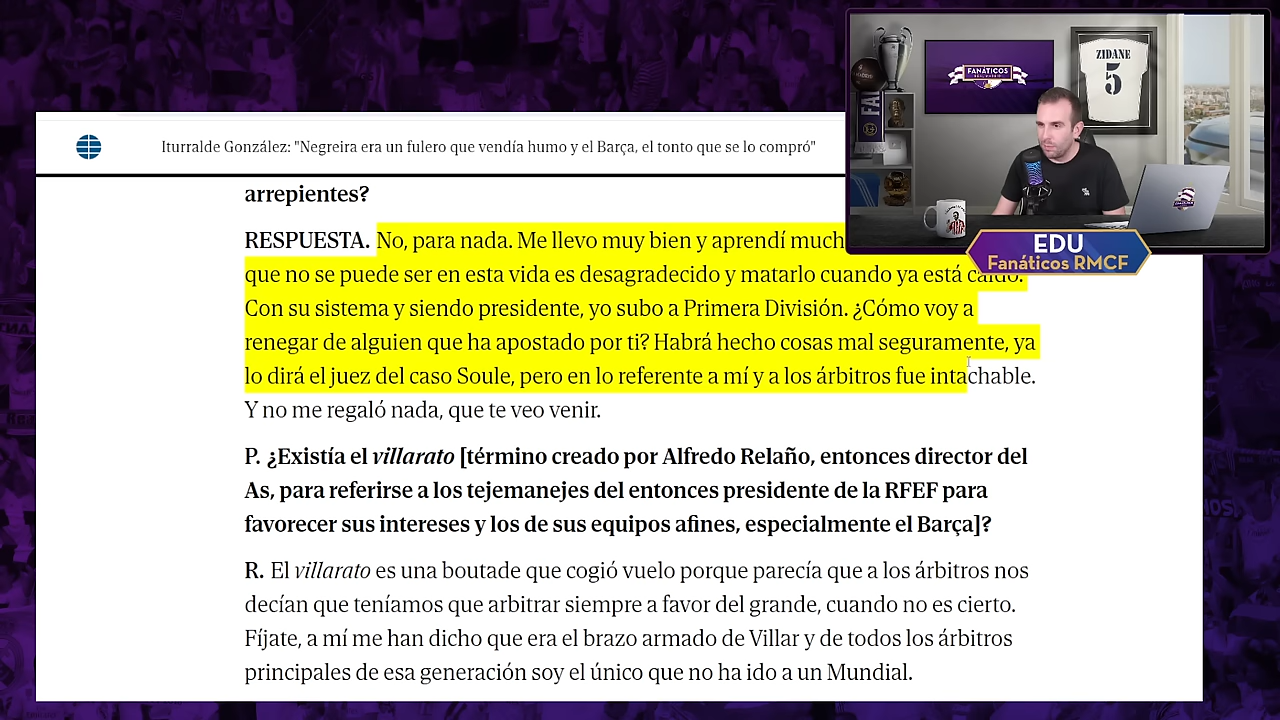 Iturralde González: "Negreira era un fulero que vendía humo y el Barça, el tonto que se lo compró"
ZIDANE
5
FANÁTICOS
EDU
Fanáticos RMCF
arrepientes?
RESPUESTA. No, para nada. Me llevo muy bien y aprendí
que no se puede ser en esta vida es desagradecido y matarlo cuando ya está caído.
Con su sistema y siendo presidente, yo subo a Primera División. ¿Cómo voy a
renegar de alguien que ha apostado por ti? Habrá hecho cosas mal seguramente, ya
lo dirá el juez del caso Soule, pero en lo referente a mí y a los árbitros fue intachable.
Y no me regaló nada, que te veo venir.
P. ¿Existía el villarato [término creado por Alfredo Relaño, entonces director del
As, para referirse a los tejemanejes del entonces presidente de la RFEF para
favorecer sus intereses y los de sus equipos afines, especialmente el Barça]?
R. El villarato es una boutade que cogió vuelo porque parecía que a los árbitros nos
decían que teníamos que arbitrar siempre a favor del grande, cuando no es cierto.
Fíjate, a mí me han dicho que era el brazo armado de Villar y de todos los árbitros
principales de esa generación soy el único que no ha ido a un Mundial.